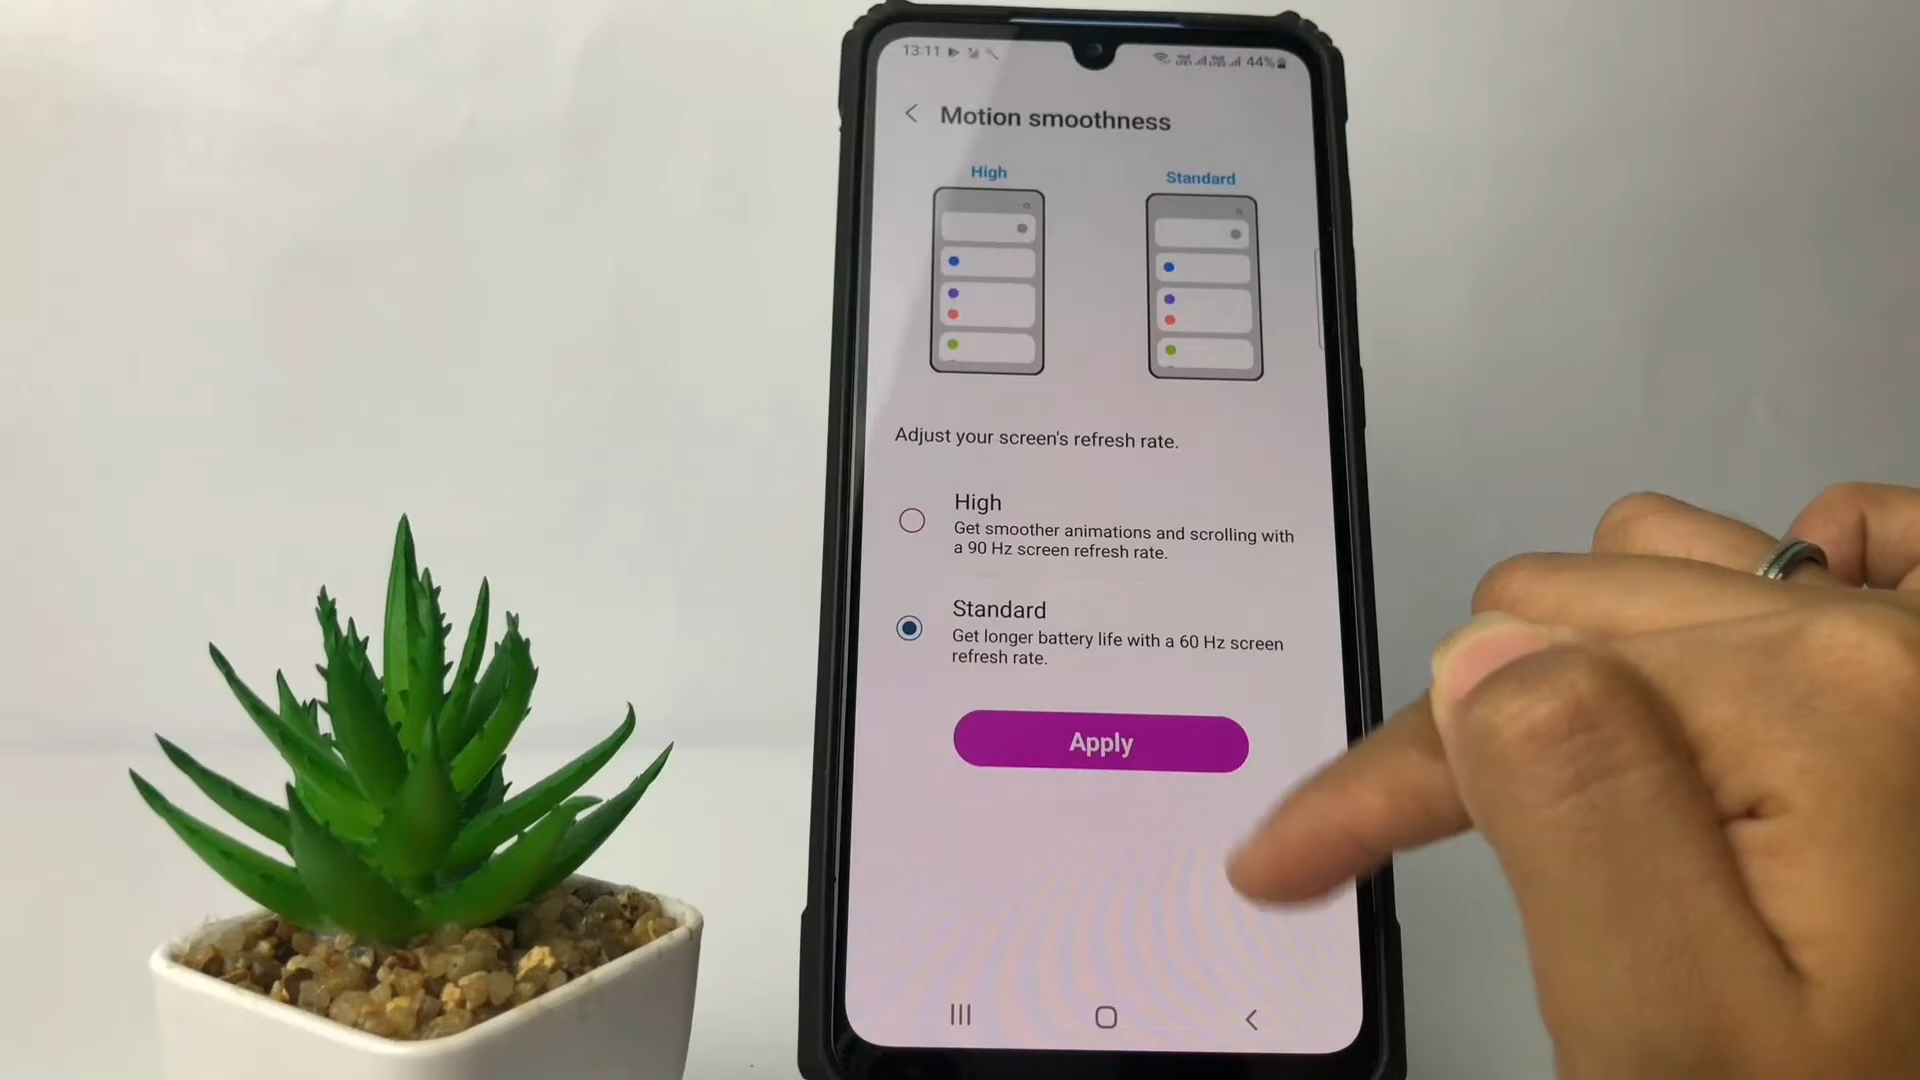 13:11
44%
Motion smoothness
High
Standard
Adjust your screen's refresh rate.
High
Get smoother animations and scrolling with
a 90 Hz screen refresh rate.
Standard
Get longer battery life with a 60 Hz screen
refresh rate.
Apply